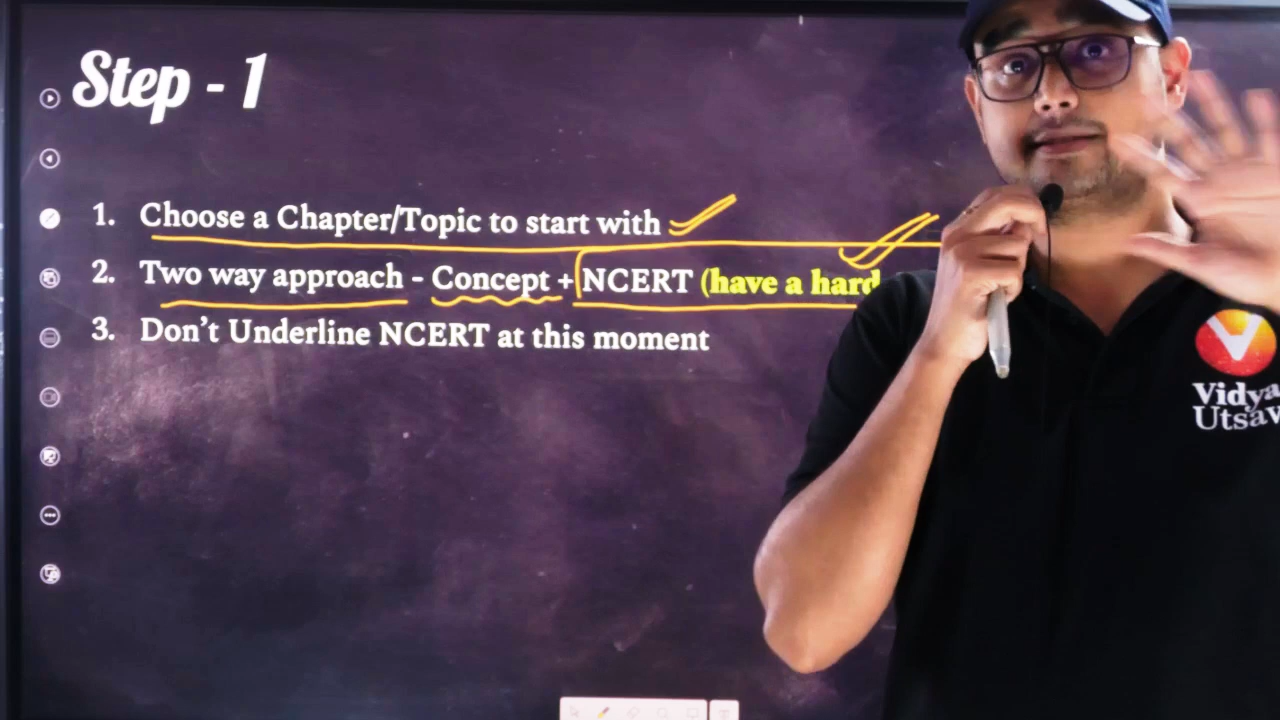 Step - 1
1. Choose a Chapter/Topic to start with
2. Two way approach - Concept + NCERT (have a hard
3. Don't Underline NCERT at this moment
Vidya
Utsav